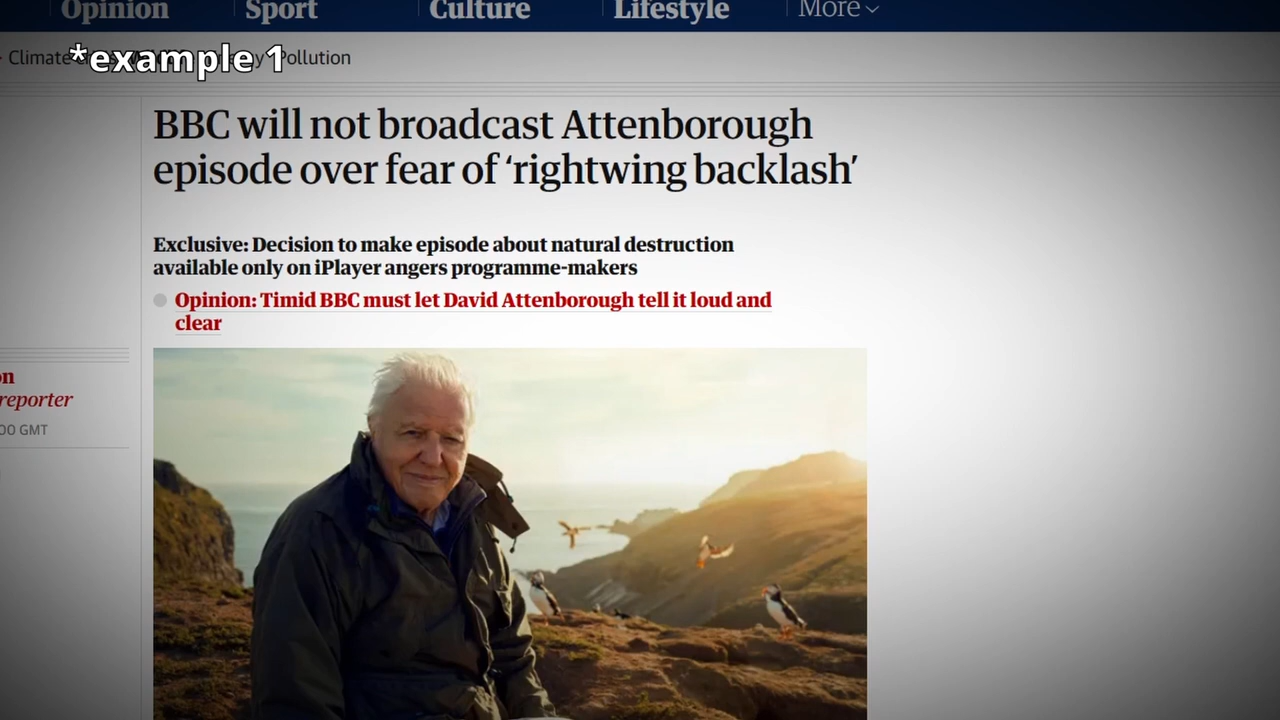 Opinion
Sport
Culture
Lifestyle
More
Climate
*example 1
Pollution
BBC will not broadcast Attenborough
episode over fear of ‘rightwing backlash’
Exclusive: Decision to make episode about natural destruction
available only on iPlayer angers programme-makers
Opinion: Timid BBC must let David Attenborough tell it loud and
clear
on
reporter
00 GMT